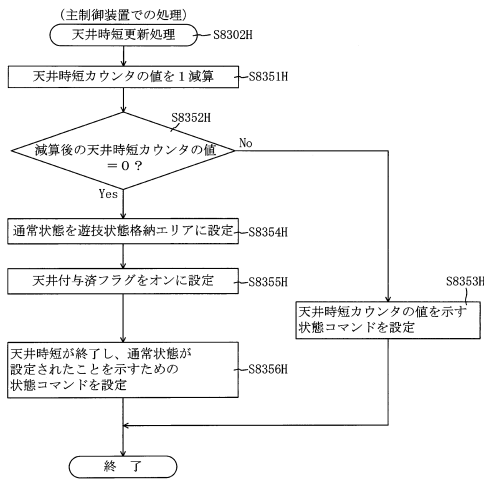 (主制御装置での処理)
天井時短更新処理
S8302H
天井時短カウンタの値を1減算
S8351H
S8352H
減算後の天井時短カウンタの値
=0?
No
Yes
通常状態を遊技状態格納エリアに設定
S8354H
天井付与済フラグをオンに設定
S8355H
S8353H
天井時短カウンタの値を示す
状態コマンドを設定
天井時短が終了し、通常状態が
設定されたことを示すための
状態コマンドを設定
S8356H
終 了